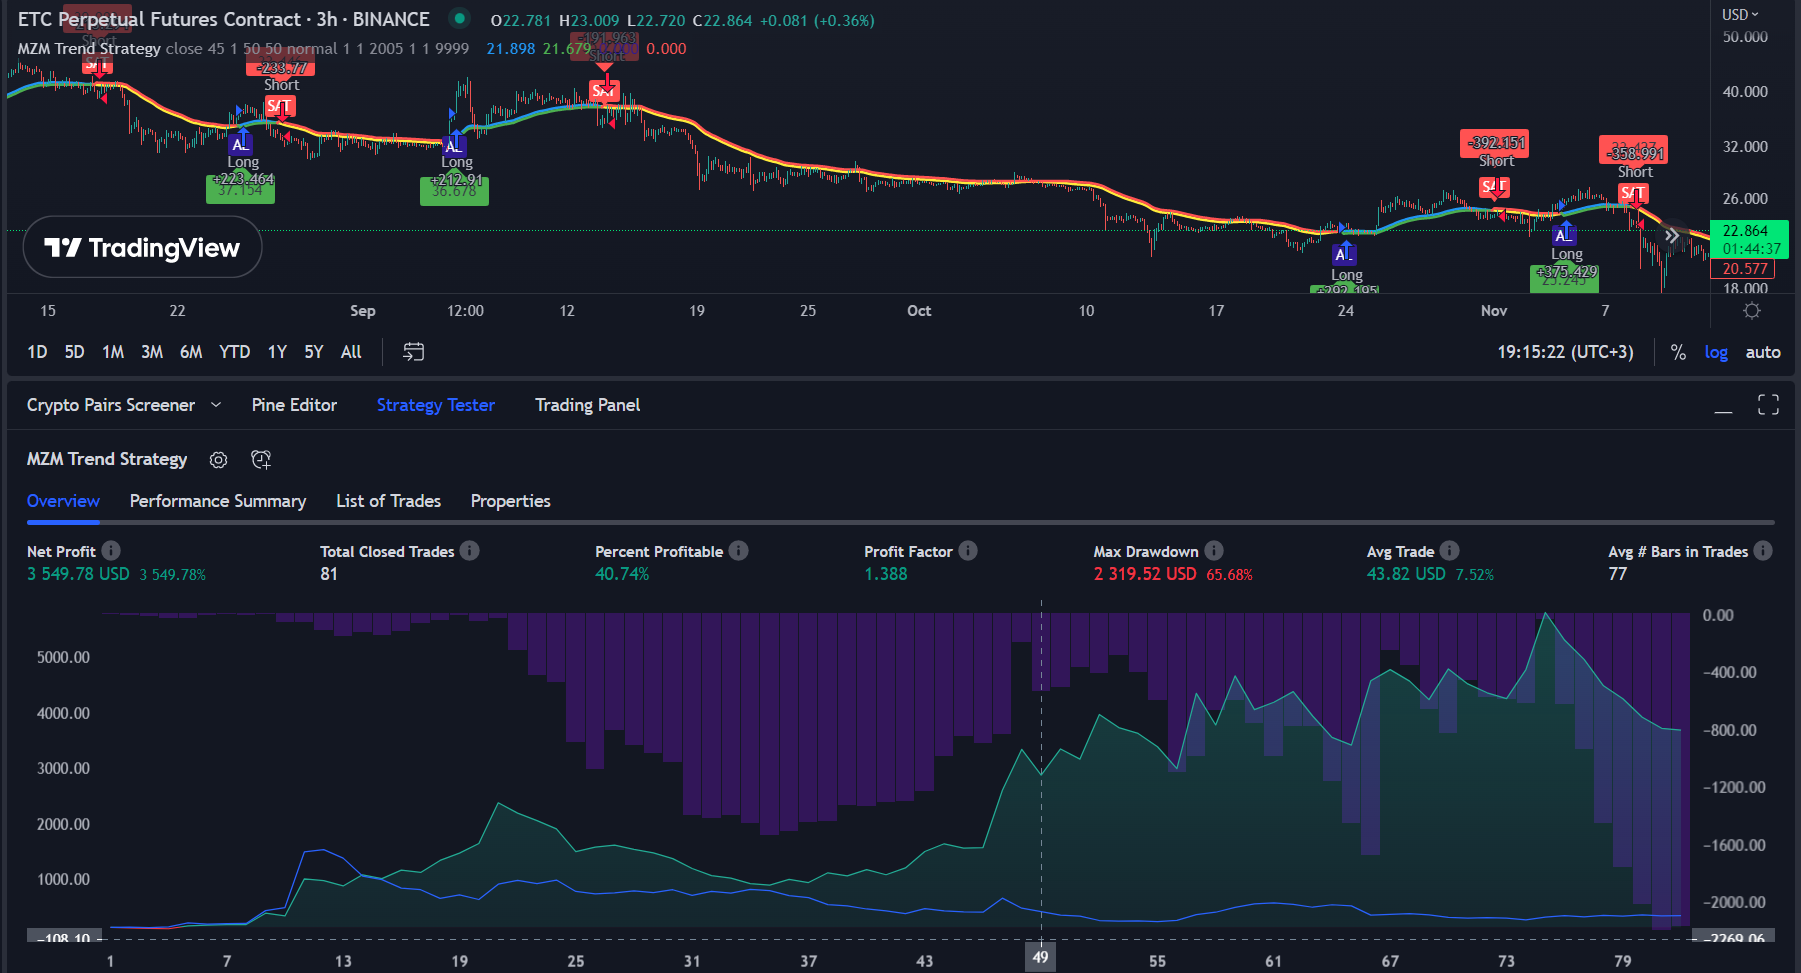 ETC Perpetual Futures Contract · 3h · BINANCE O22.781 H23.009 L22.720 C22.864 +0.081 (+0.36%)
MZM Trend Strategy close 45 1 50 50 normal 1 1 2005 1 1 9999 21.898 21.679 0.000
USD
50.000
40.000
32.000
26.000
22.864
01:44:37
20.577
18.000
Short
SAT
-233.77
Short
SAT
-191.963
Short
SAT
-392.151
Short
SAT
-358.991
Short
SAT
AL
Long
+223.464
37.154
AL
Long
+212.91
36.678
AL
Long
+292.195
AL
Long
+375.429
25.245
TradingView
15 22 Sep 12:00 12 19 25 Oct 10 17 24 Nov 7
1D 5D 1M 3M 6M YTD 1Y 5Y All 19:15:22 (UTC+3) % log auto
Crypto Pairs Screener Pine Editor Strategy Tester Trading Panel
MZM Trend Strategy
Overview Performance Summary List of Trades Properties
Net Profit Total Closed Trades Percent Profitable Profit Factor Max Drawdown Avg Trade Avg # Bars in Trades
3 549.78 USD 3 549.78% 81 40.74% 1.388 2 319.52 USD 65.68% 43.82 USD 7.52% 77
5000.00
4000.00
3000.00
2000.00
1000.00
−108.10
0.00
−400.00
−800.00
−1200.00
−1600.00
−2000.00
−2269.06
1 7 13 19 25 31 37 43 49 55 61 67 73 79